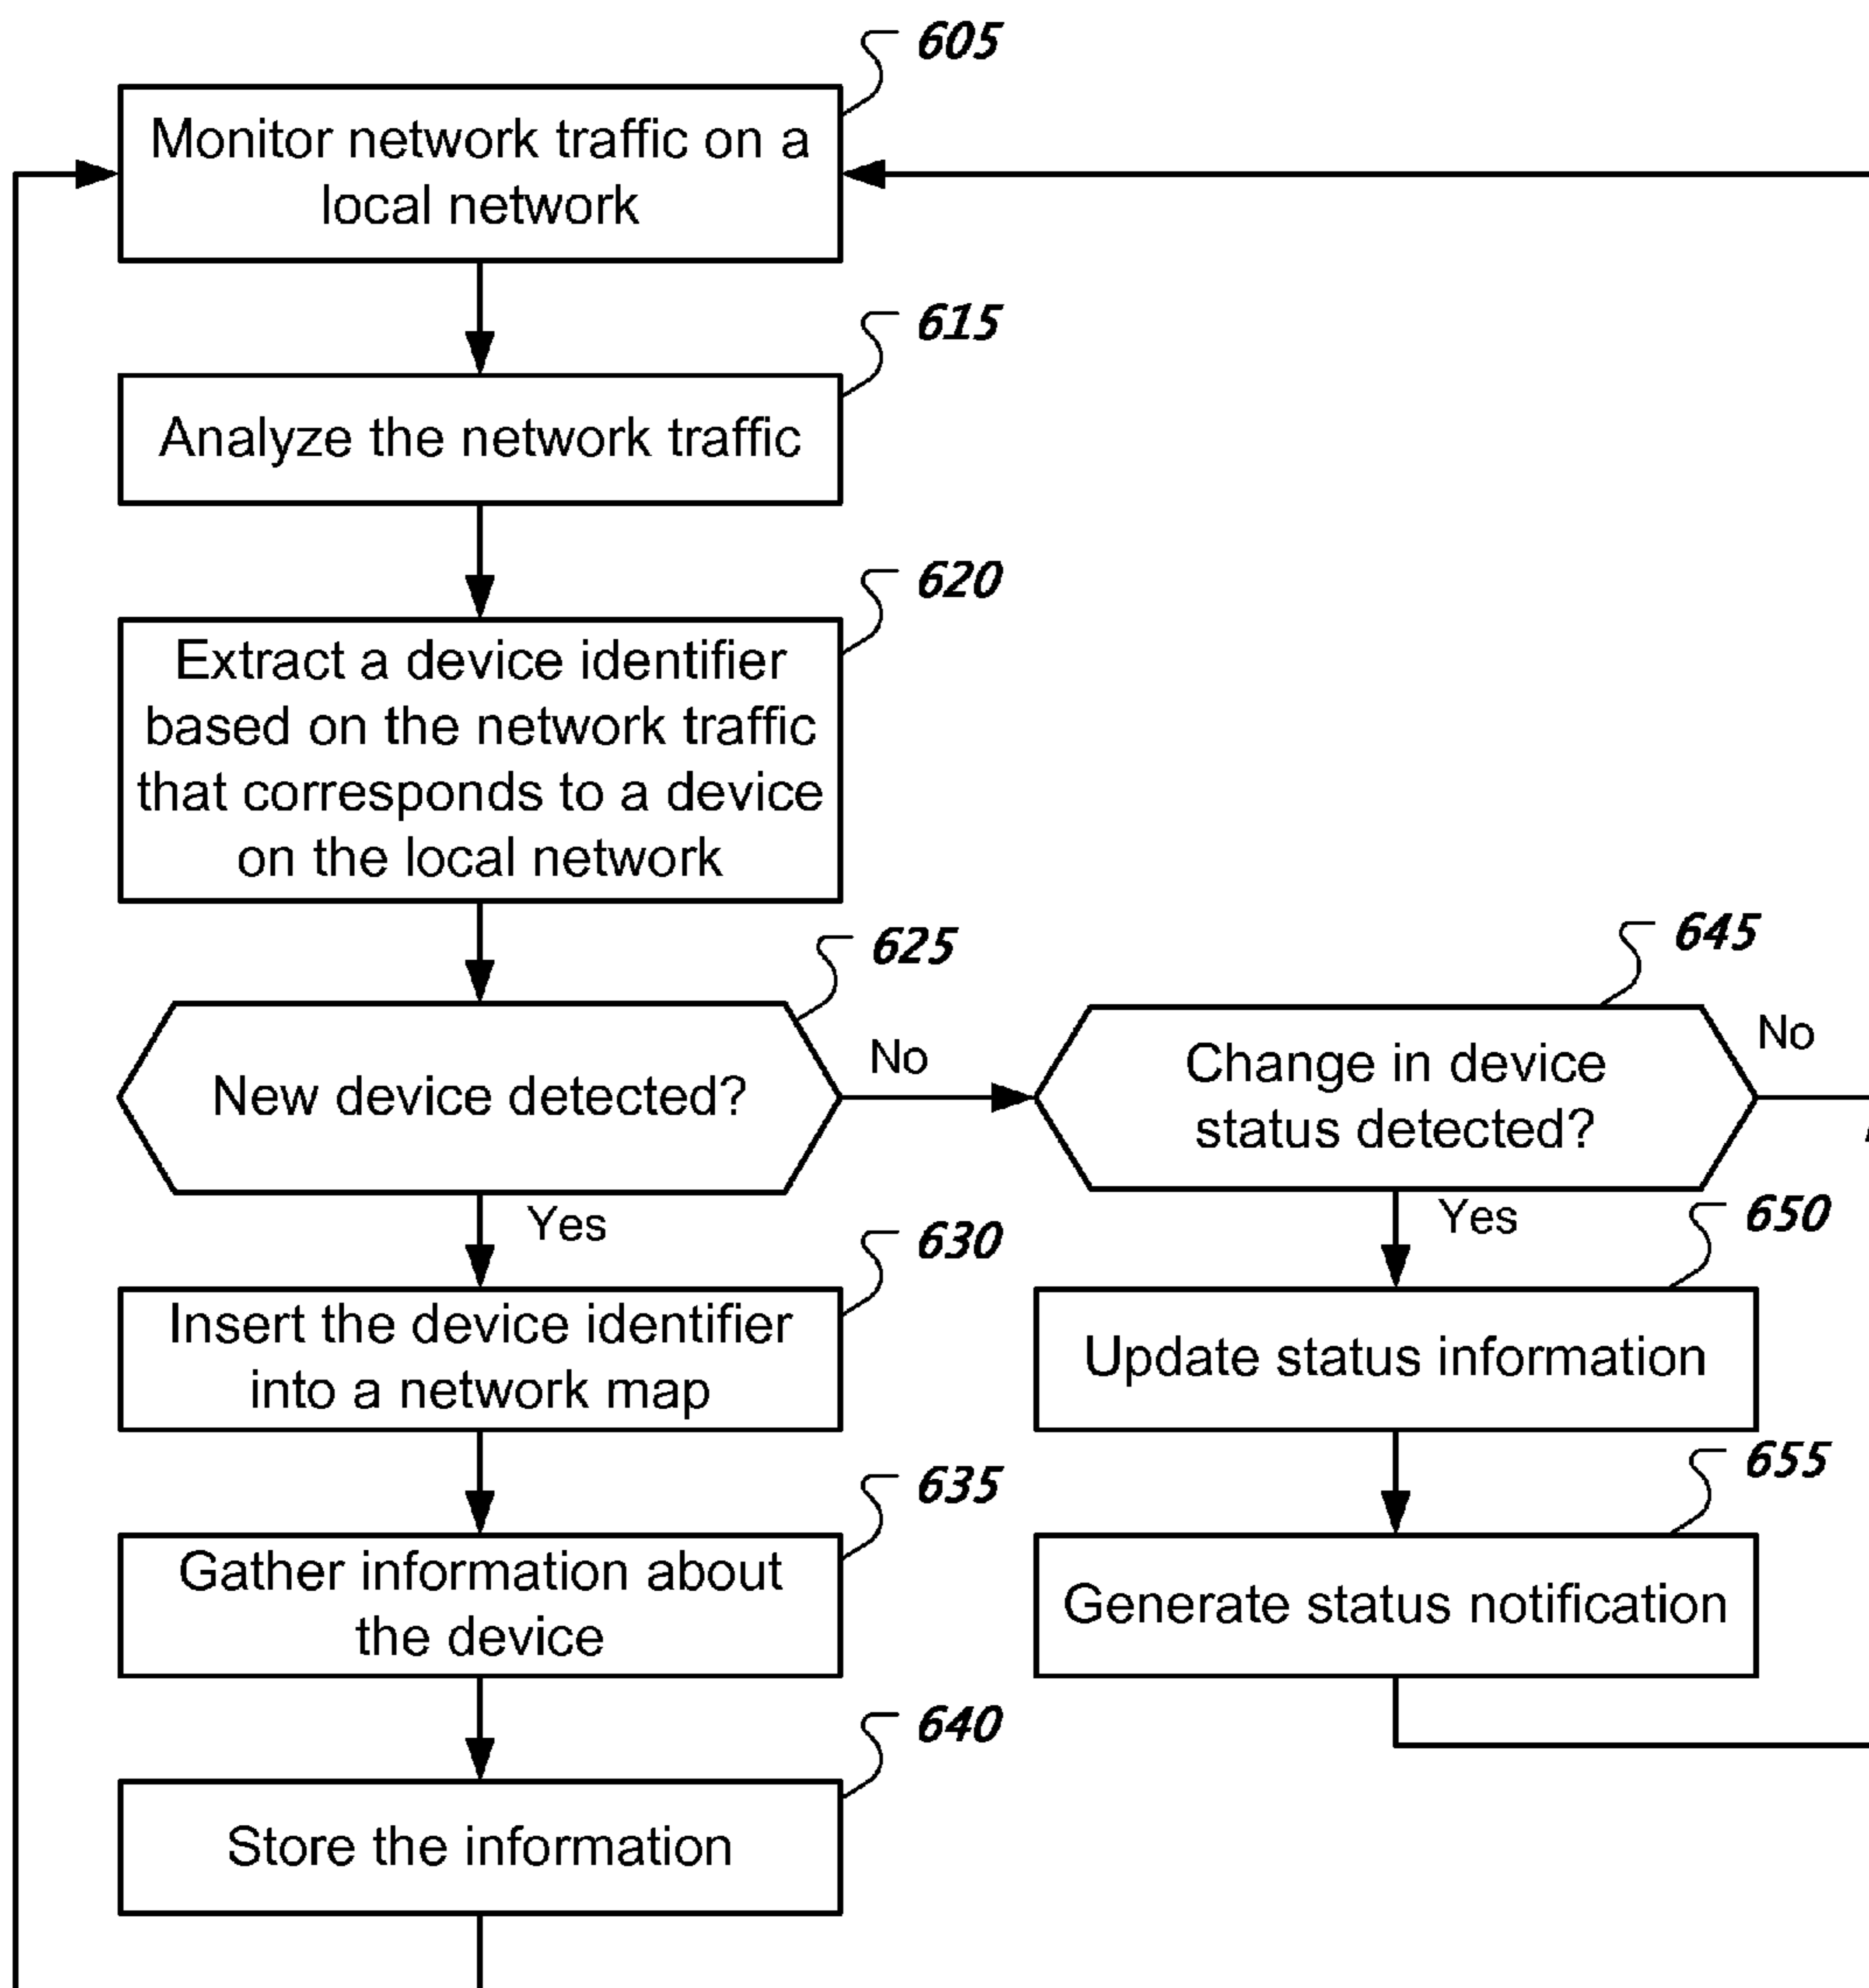 605
Monitor network traffic on a
local network
615
Analyze the network traffic
620
Extract a device identifier
based on the network traffic
that corresponds to a device
on the local network
625
New device detected?
No
645
Change in device
status detected?
No
Yes
630
Insert the device identifier
into a network map
Yes
650
Update status information
635
Gather information about
the device
655
Generate status notification
640
Store the information